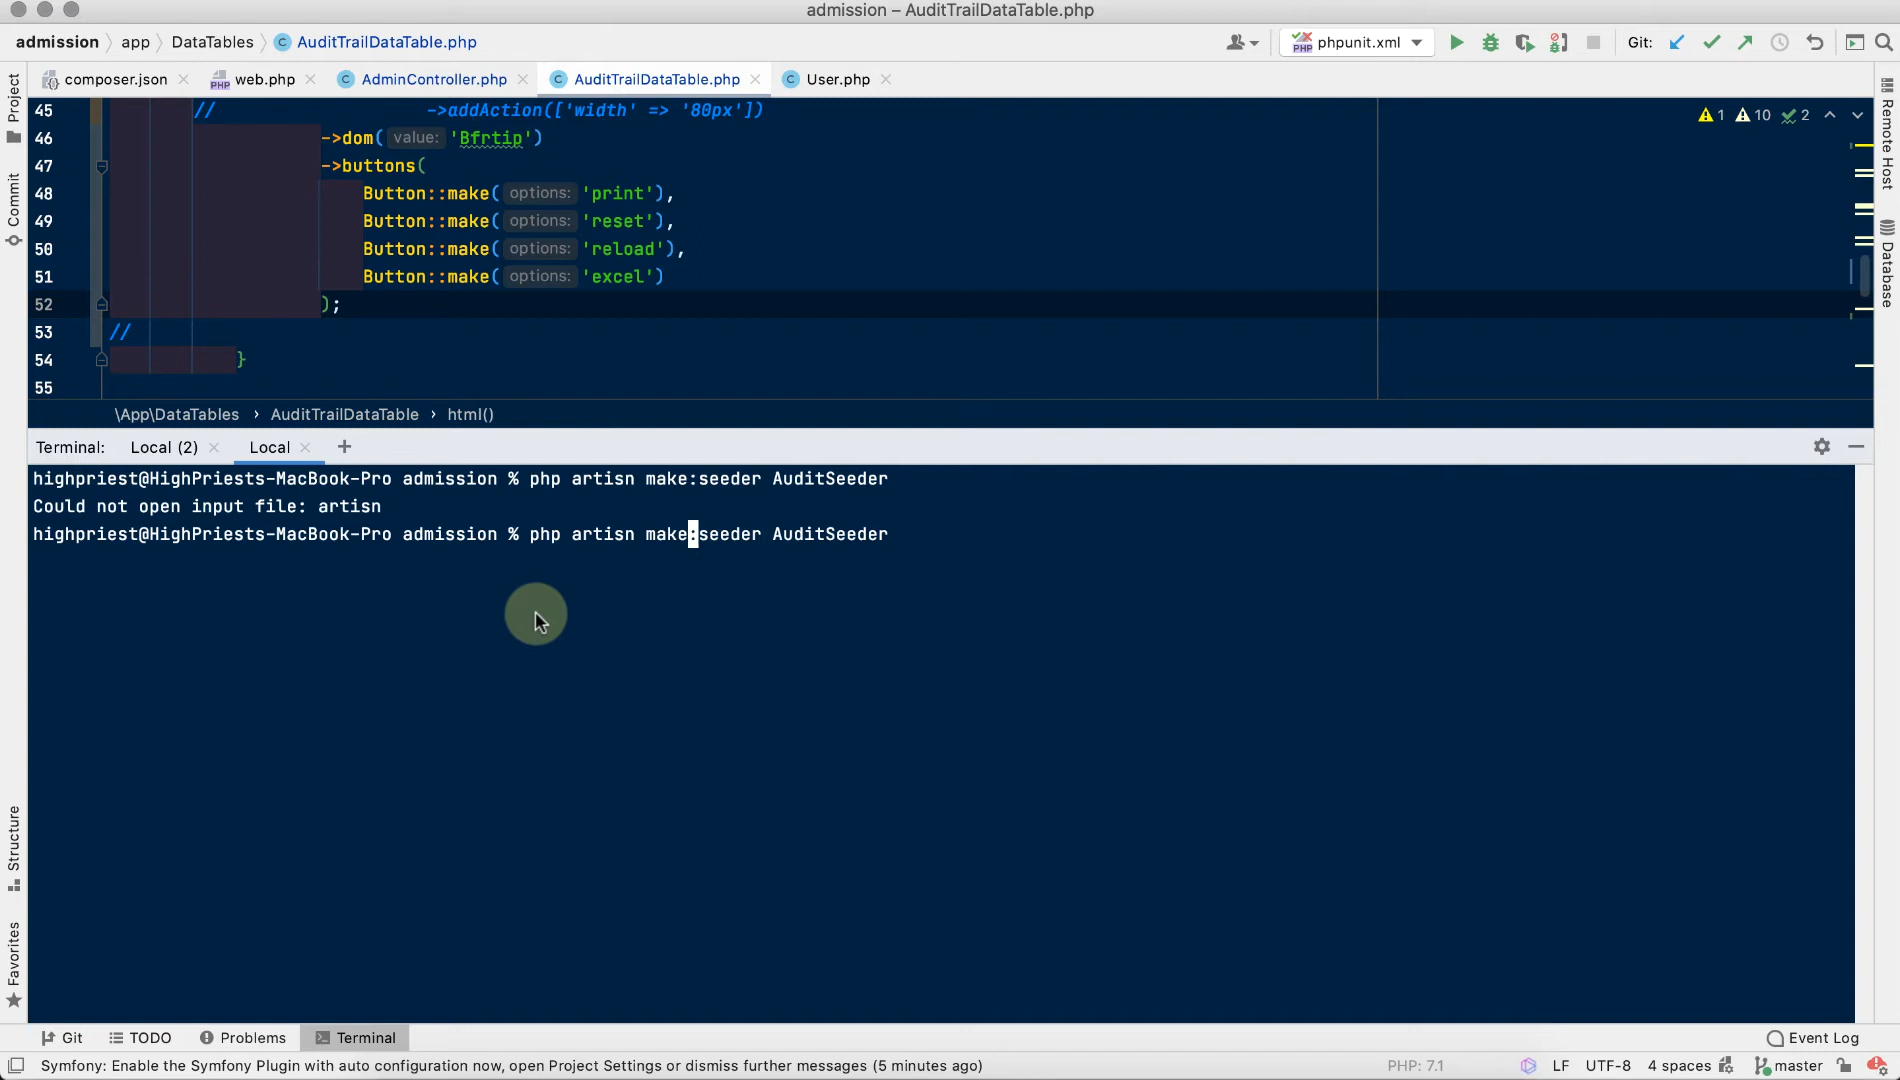 admission – AuditTrailDataTable.php
admission > app > DataTables > AuditTrailDataTable.php
phpunit.xml
Git:
composer.json
web.php
AdminController.php
AuditTrailDataTable.php
User.php
45 // ->addAction(['width' => '80px'])
46 ->dom( value: 'Bfrtip')
47 ->buttons(
48 Button::make( options: 'print'),
49 Button::make( options: 'reset'),
50 Button::make( options: 'reload'),
51 Button::make( options: 'excel')
52 );
53 //
54 }
55
1 10 2
\App\DataTables › AuditTrailDataTable › html()
Terminal: Local (2) Local
highpriest@HighPriests-MacBook-Pro admission % php artisn make:seeder AuditSeeder
Could not open input file: artisn
highpriest@HighPriests-MacBook-Pro admission % php artisn make:seeder AuditSeeder
Project
Commit
Structure
Favorites
Remote Host
Database
Git
TODO
Problems
Terminal
Event Log
Symfony: Enable the Symfony Plugin with auto configuration now, open Project Settings or dismiss further messages (5 minutes ago)
PHP: 7.1
LF
UTF-8
4 spaces
master